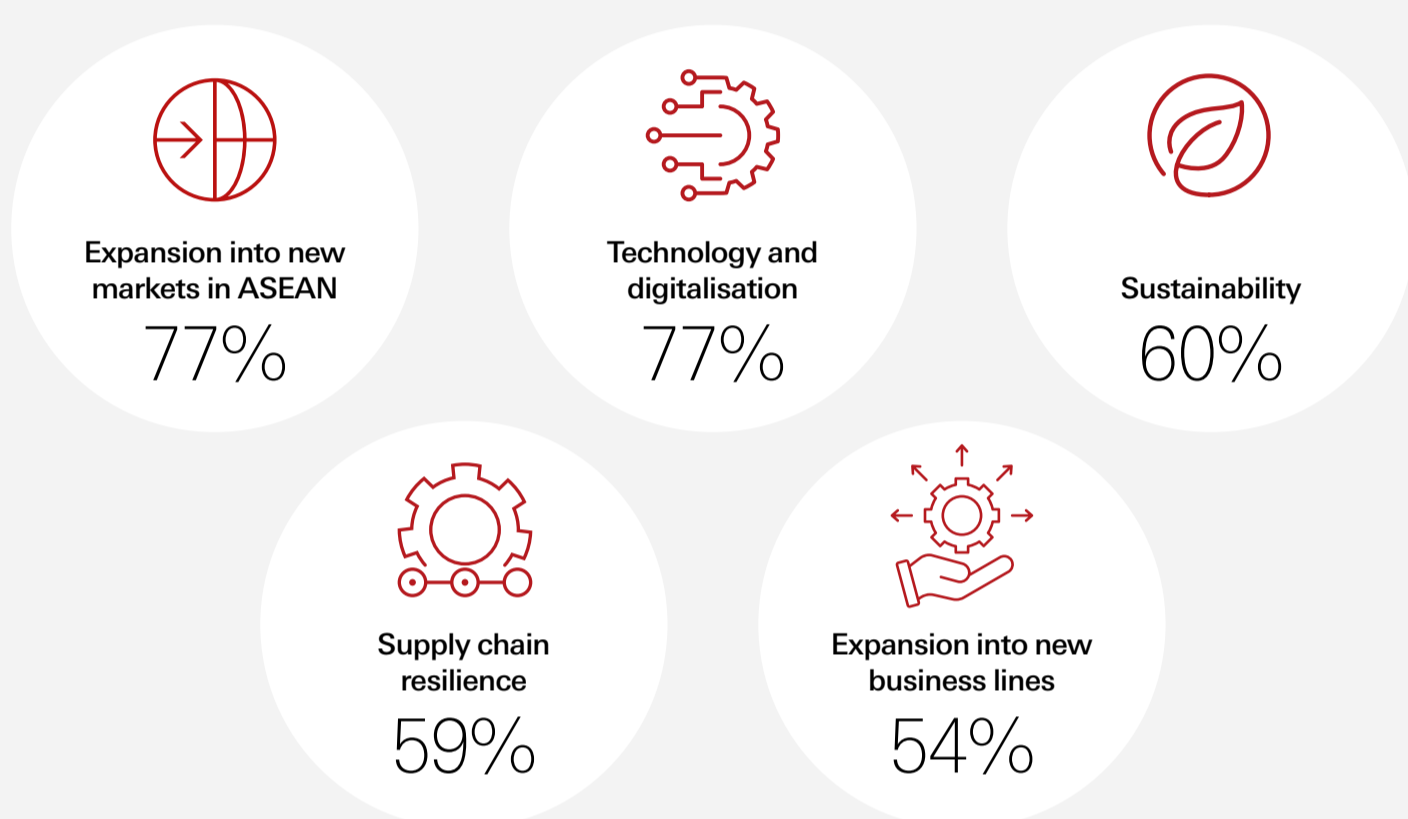 Expansion into new
markets in ASEAN
77%
Technology and
digitalisation
77%
Sustainability
60%
Supply chain
resilience
59%
Expansion into new
business lines
54%